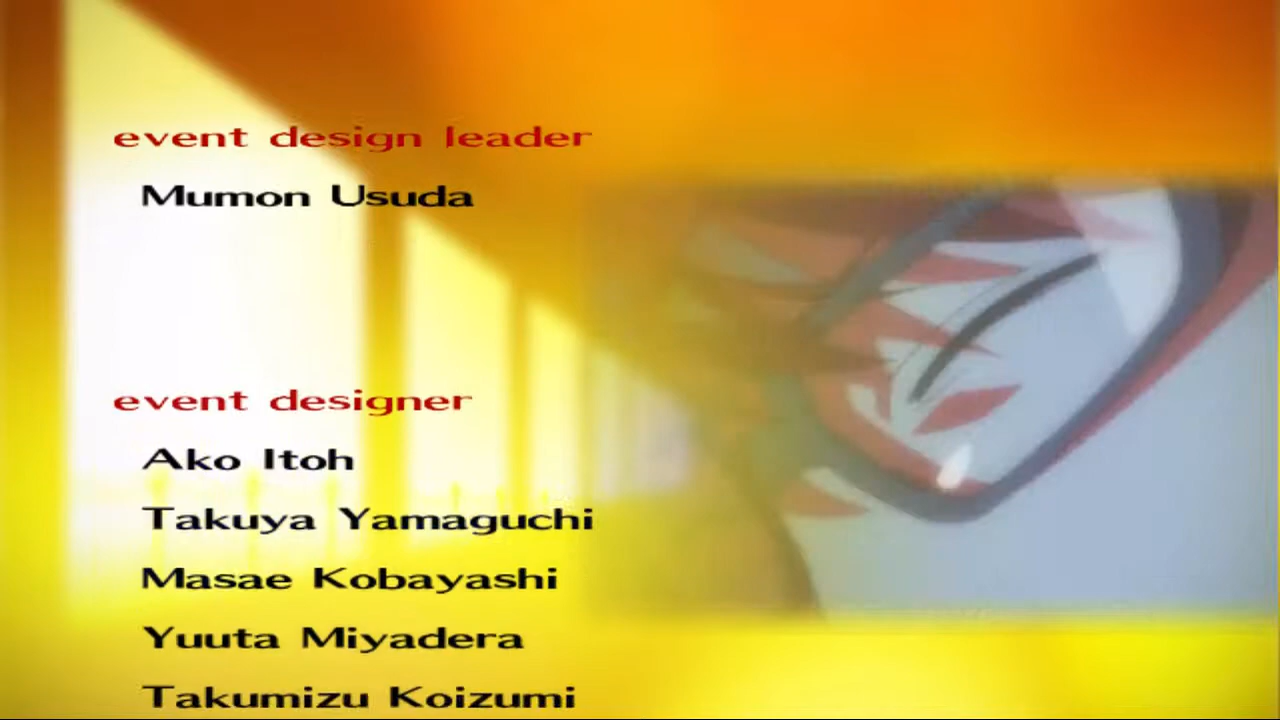 event design leader
Mumon Usuda
event designer
Ako Itoh
Takuya Yamaguchi
Masae Kobayashi
Yuuta Miyadera
Takumizu Koizumi